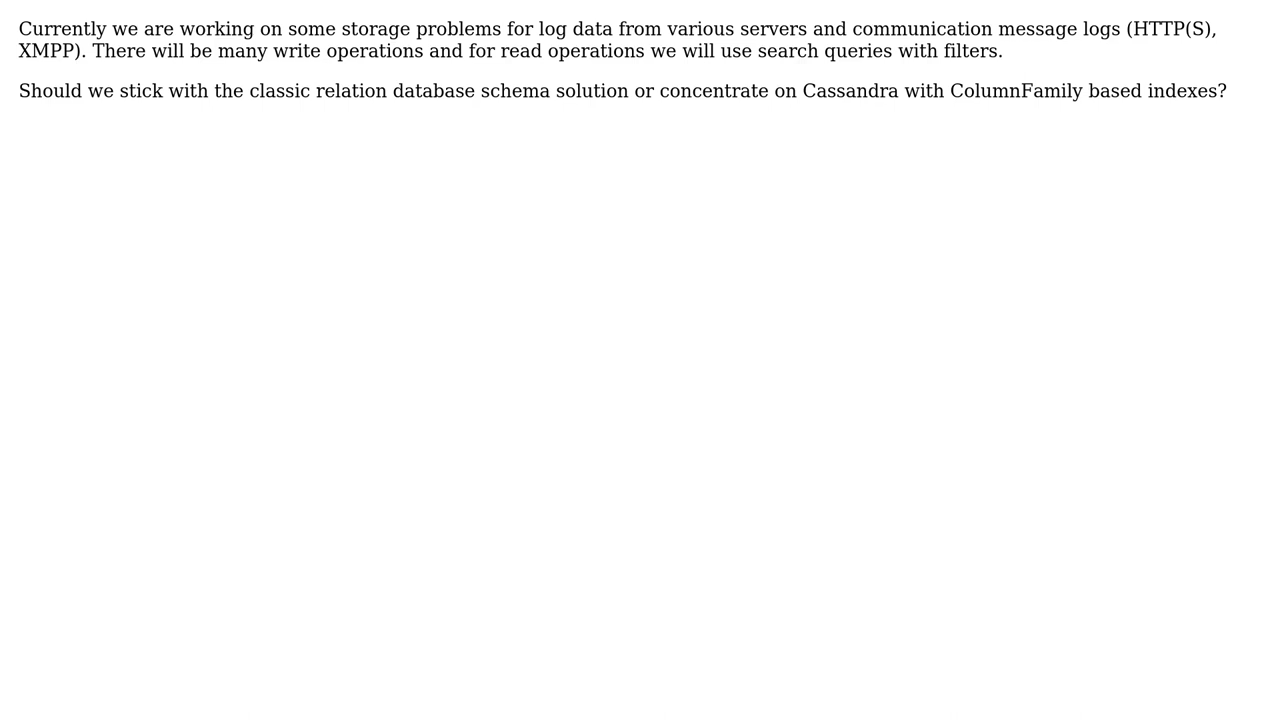 Currently we are working on some storage problems for log data from various servers and communication message logs (HTTP(S),
XMPP). There will be many write operations and for read operations we will use search queries with filters.
Should we stick with the classic relation database schema solution or concentrate on Cassandra with ColumnFamily based indexes?